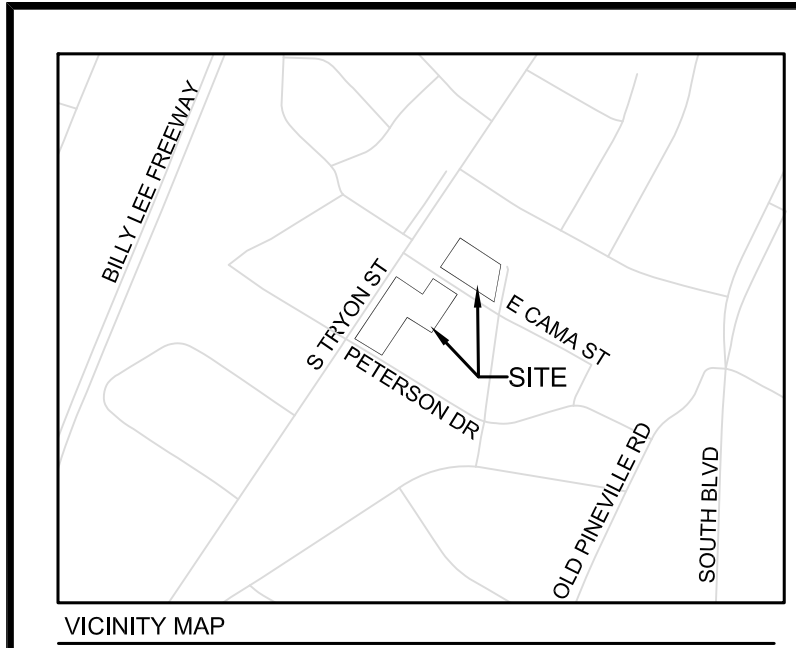 BILLY LEE FREEWAY
S TRYON ST
E CAMA ST
SITE
PETERSON DR
OLD PINEVILLE RD
SOUTH BLVD
VICINITY MAP